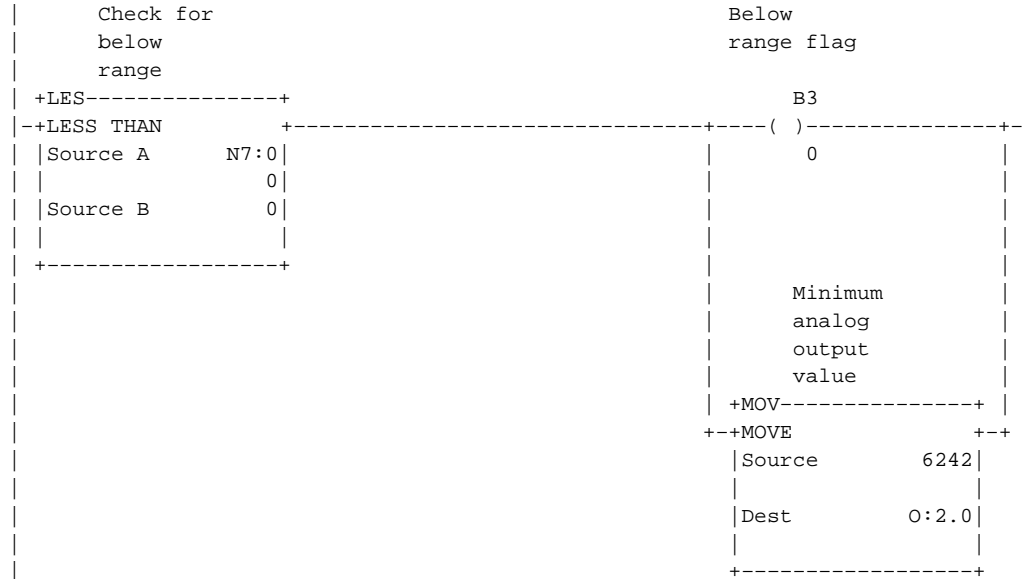 Check for Below
below range flag
range
LES B3
LESS THAN ( )
Source A N7:0 0
0
Source B 0
Minimum
analog
output
value
MOV
MOVE
Source 6242
Dest O:2.0